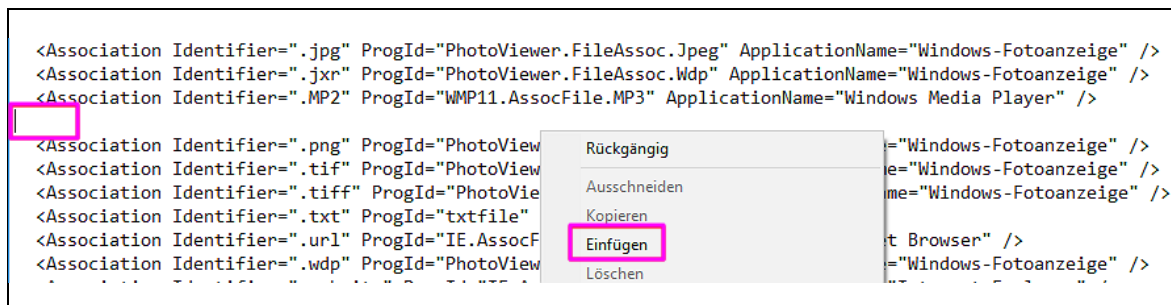 <Association Identifier=".jpg" ProgId="PhotoViewer.FileAssoc.Jpeg" ApplicationName="Windows-Fotoanzeige" />
<Association Identifier=".jxr" ProgId="PhotoViewer.FileAssoc.Wdp" ApplicationName="Windows-Fotoanzeige" />
<Association Identifier=".MP2" ProgId="WMP11.AssocFile.MP3" ApplicationName="Windows Media Player" />
<Association Identifier=".png" ProgId="PhotoView ="Windows-Fotoanzeige" />
<Association Identifier=".tif" ProgId="PhotoView e="Windows-Fotoanzeige" />
<Association Identifier=".tiff" ProgId="PhotoVie me="Windows-Fotoanzeige" />
<Association Identifier=".txt" ProgId="txtfile"
<Association Identifier=".url" ProgId="IE.AssocF t Browser" />
<Association Identifier=".wdp" ProgId="PhotoView ="Windows-Fotoanzeige" />
Rückgängig
Ausschneiden
Kopieren
Einfügen
Löschen